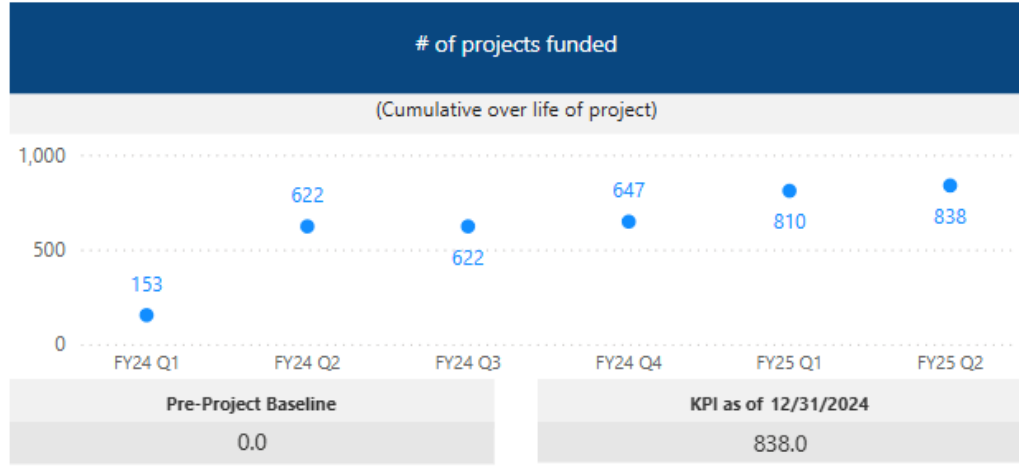 # of projects funded
(Cumulative over life of project)
1,000
500
0
153
622
622
647
810
838
FY24 Q1 FY24 Q2 FY24 Q3 FY24 Q4 FY25 Q1 FY25 Q2
Pre-Project Baseline
0.0
KPI as of 12/31/2024
838.0